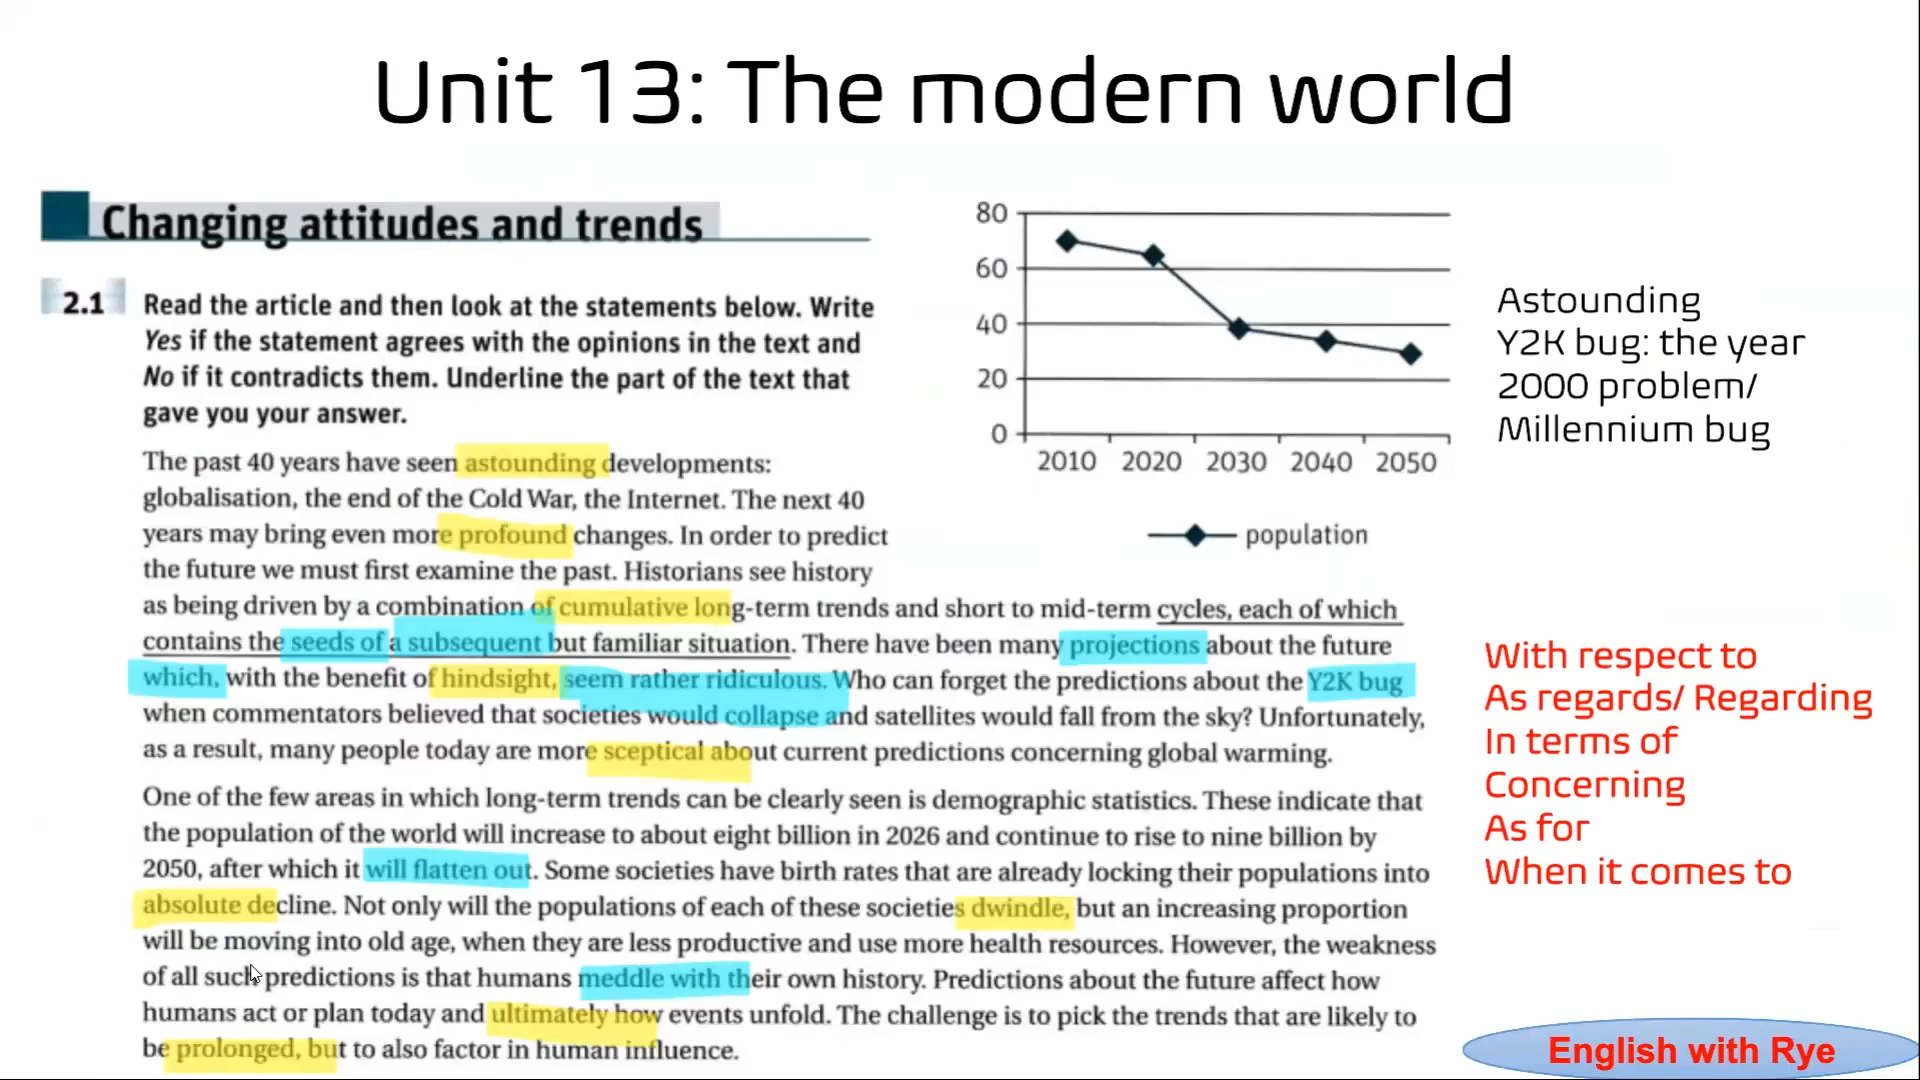 Unit 13: The modern world
Changing attitudes and trends
2.1 Read the article and then look at the statements below. Write
Yes if the statement agrees with the opinions in the text and
No if it contradicts them. Underline the part of the text that
gave you your answer.
The past 40 years have seen astounding developments:
globalisation, the end of the Cold War, the Internet. The next 40
years may bring even more profound changes. In order to predict
the future we must first examine the past. Historians see history
as being driven by a combination of cumulative long-term trends and short to mid-term cycles, each of which
contains the seeds of a subsequent but familiar situation. There have been many projections about the future
which, with the benefit of hindsight, seem rather ridiculous. Who can forget the predictions about the Y2K bug
when commentators believed that societies would collapse and satellites would fall from the sky? Unfortunately,
as a result, many people today are more sceptical about current predictions concerning global warming.
One of the few areas in which long-term trends can be clearly seen is demographic statistics. These indicate that
the population of the world will increase to about eight billion in 2026 and continue to rise to nine billion by
2050, after which it will flatten out. Some societies have birth rates that are already locking their populations into
absolute decline. Not only will the populations of each of these societies dwindle, but an increasing proportion
will be moving into old age, when they are less productive and use more health resources. However, the weakness
of all such predictions is that humans meddle with their own history. Predictions about the future affect how
humans act or plan today and ultimately how events unfold. The challenge is to pick the trends that are likely to
be prolonged, but to also factor in human influence.
80
60
40
20
0
2010 2020 2030 2040 2050
population
Astounding
Y2K bug: the year
2000 problem/
Millennium bug
With respect to
As regards/ Regarding
In terms of
Concerning
As for
When it comes to
English with Rye